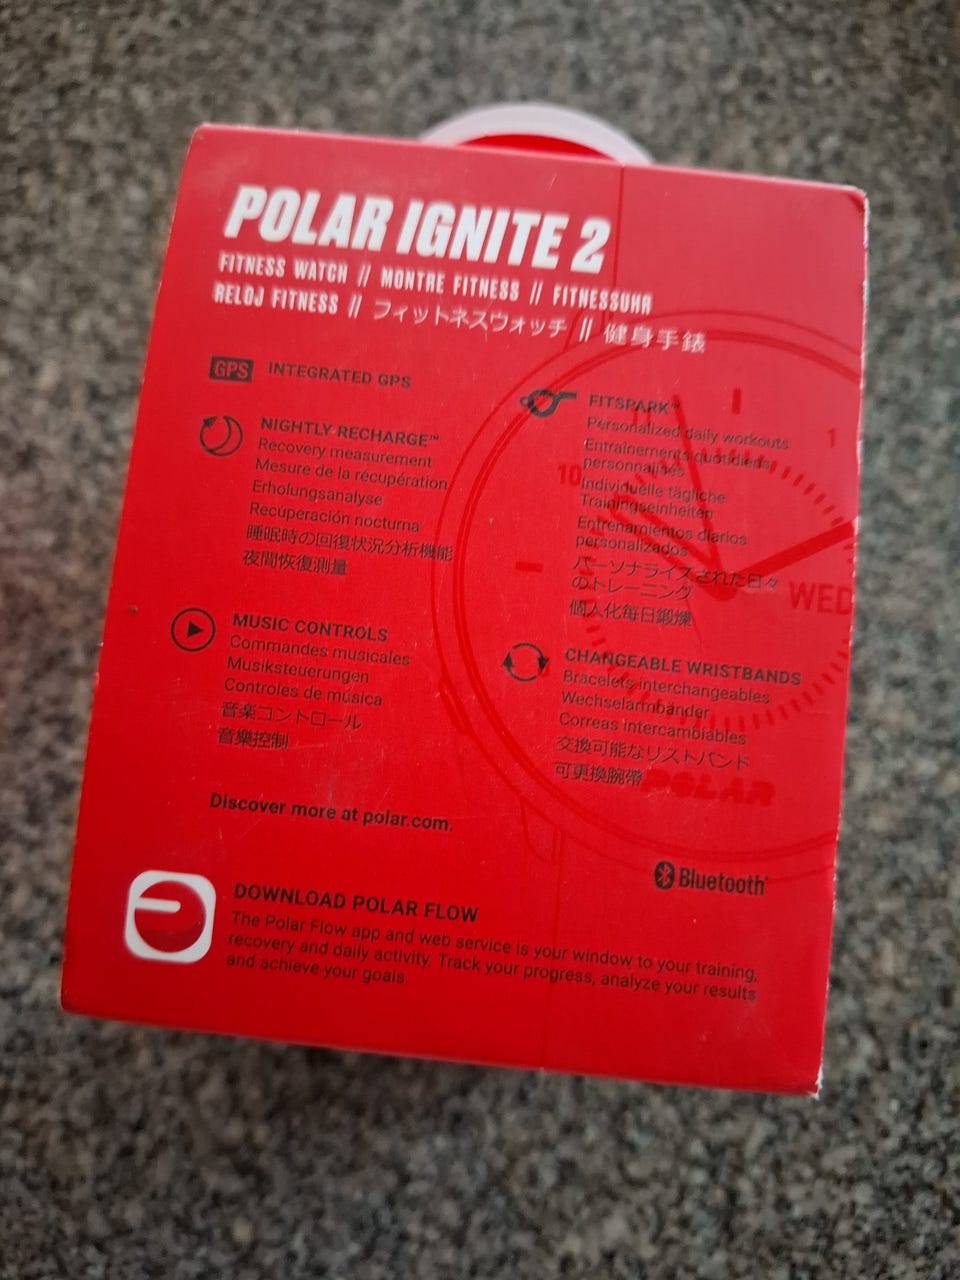 POLAR IGNITE 2
FITNESS WATCH // MONTRE FITNESS // FITNESSUHR
RELOJ FITNESS // フィットネスウォッチ // 健身手錶
GPS INTEGRATED GPS
NIGHTLY RECHARGE™
Recovery measurement
Mesure de la récupération
Erholungsanalyse
Recuperación nocturna
睡眠時の回復状況分析機能
夜間恢復測量
MUSIC CONTROLS
Commandes musicales
Musiksteuerungen
Controles de música
音楽コントロール
音樂控制
FITSPARK™
Personalized daily workouts
Entraînements quotidiens
personnalisés
Individuelle tägliche
Trainingseinheiten
Entrenamientos diarios
personalizados
パーソナライズされた日々
のトレーニング
個人化每日鍛煉
CHANGEABLE WRISTBANDS
Bracelets interchangeables
Wechselarmbänder
Correas intercambiables
交換可能なリストバンド
可更換腕帶
10
1
WED
POLAR
Discover more at polar.com.
Bluetooth®
DOWNLOAD POLAR FLOW
The Polar Flow app and web service is your window to your training,
recovery and daily activity. Track your progress, analyze your results
and achieve your goals.